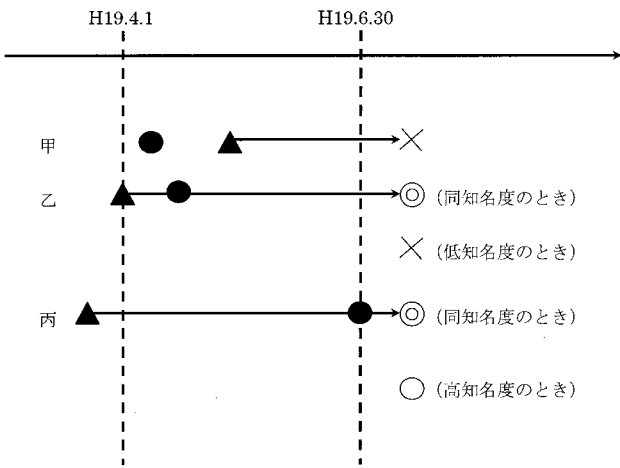 H19.4.1 H19.6.30
甲
乙 (同知名度のとき)
(低知名度のとき)
丙 (同知名度のとき)
(高知名度のとき)